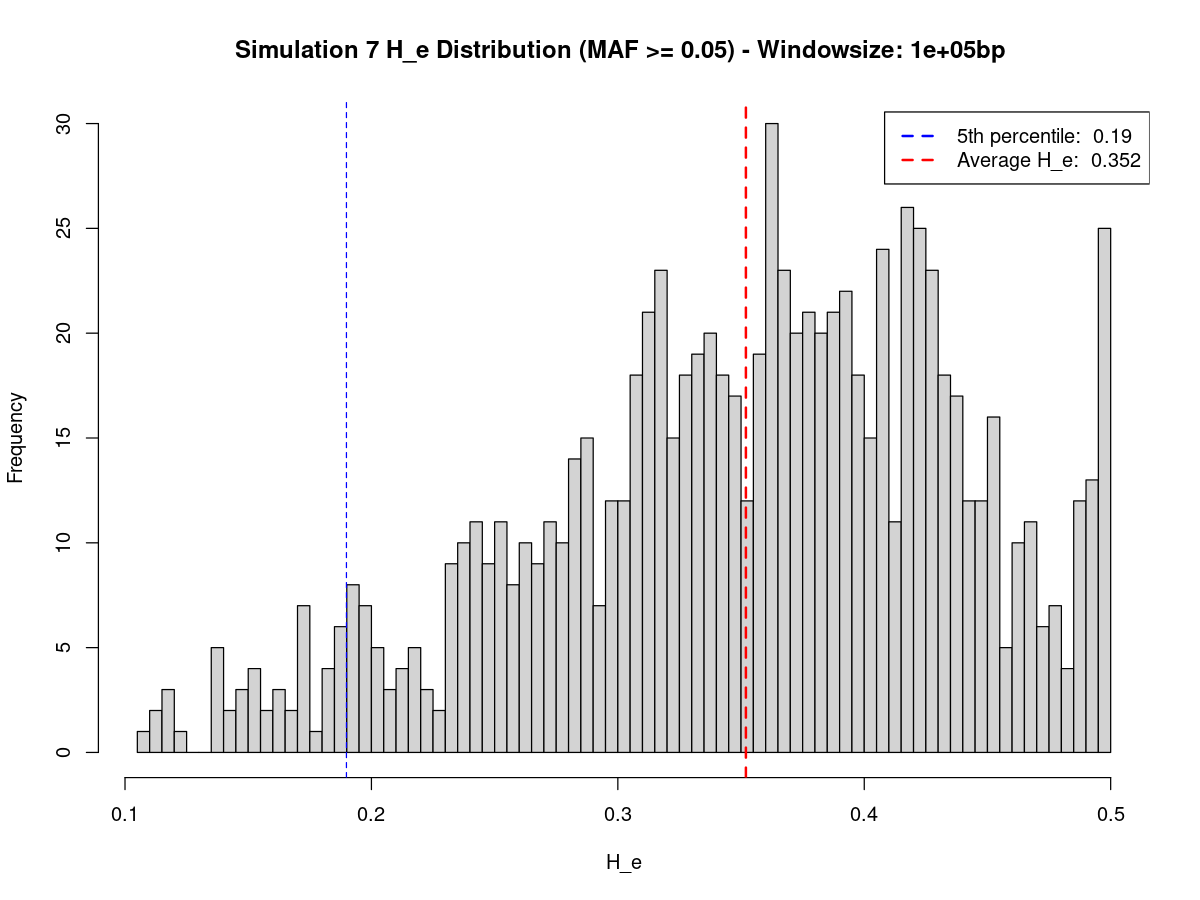 Simulation 7 H_e Distribution (MAF >= 0.05) - Windowsize: 1e+05bp
5th percentile: 0.19
Average H_e: 0.352
Frequency
30
25
20
15
10
5
0
0.1 0.2 0.3 0.4 0.5
H_e